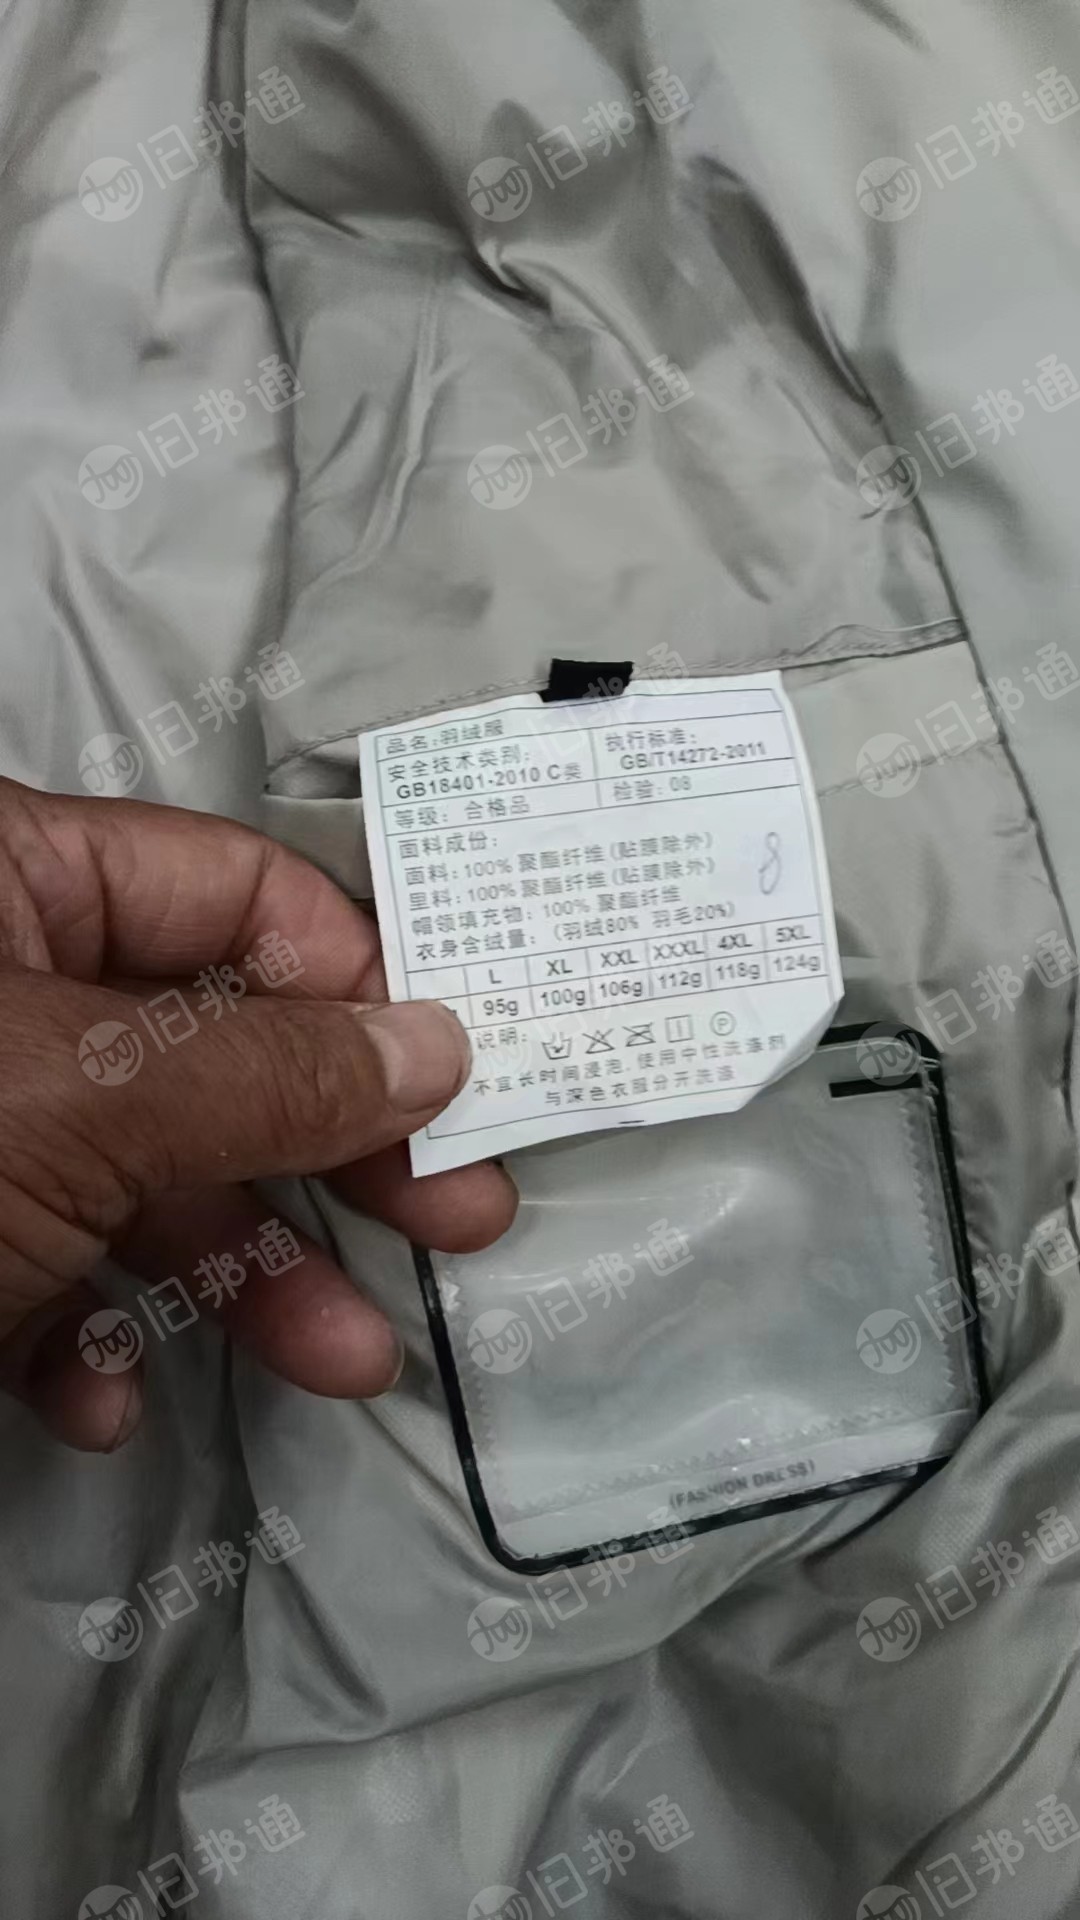 品名:羽绒服
安全技术类别:
GB18401-2010 C类
执行标准:
GB/T14272-2011
等级: 合格品
检验: 08
面料成份:
面料:100%聚酯纤维(贴膜除外)
里料:100%聚酯纤维(贴膜除外)
帽领填充物: 100%聚酯纤维
衣身含绒量: (羽绒80% 羽毛20%)
8
L XL XXL XXXL 4XL 5XL
95g 100g 106g 112g 118g 124g
说明:
P
不宜长时间浸泡,使用中性洗涤剂
与深色衣服分开洗涤
(FASHION DRESS)
旧邦通